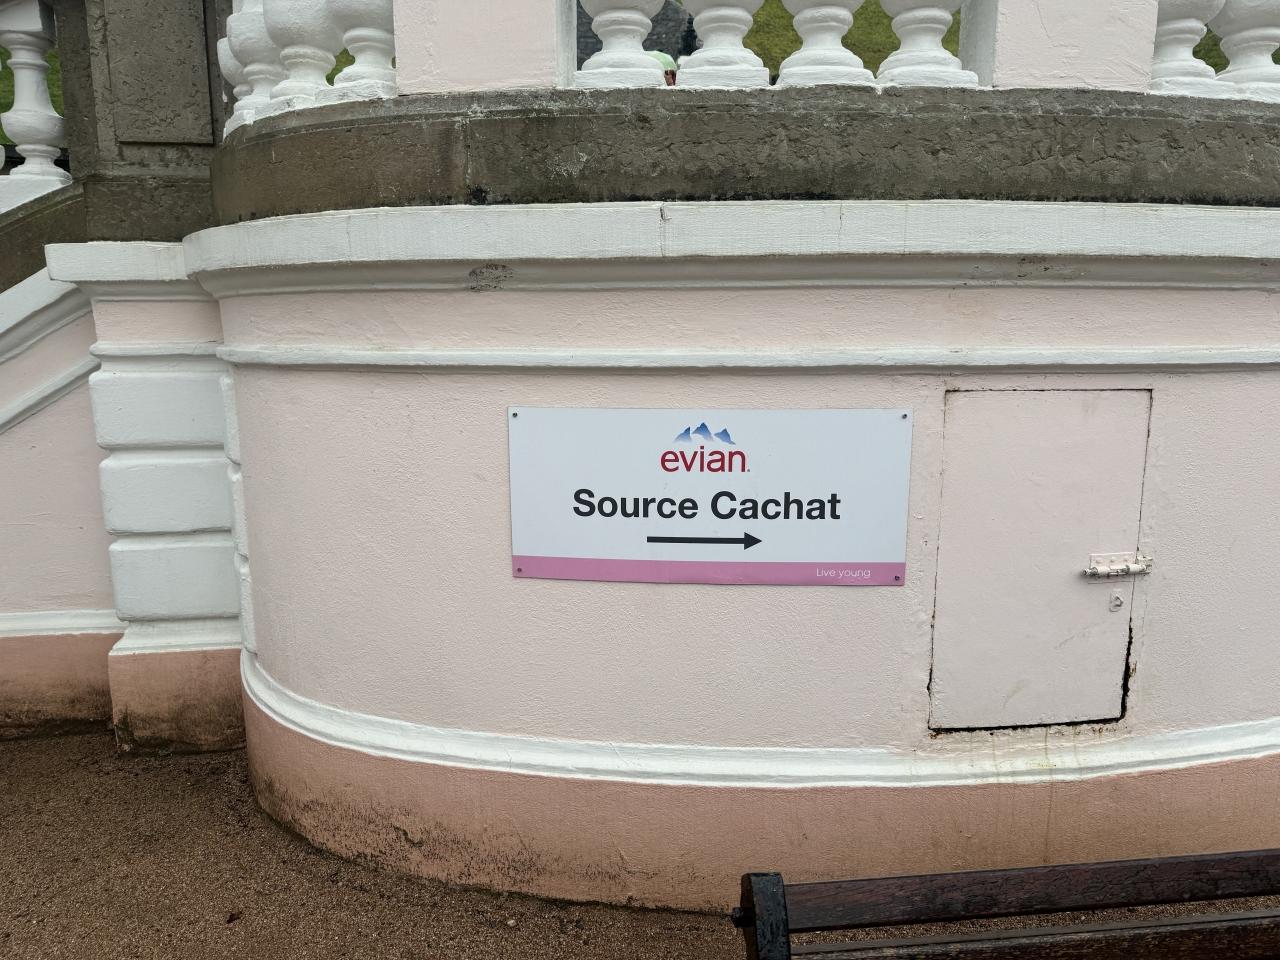 evian.
Source Cachat
Live young